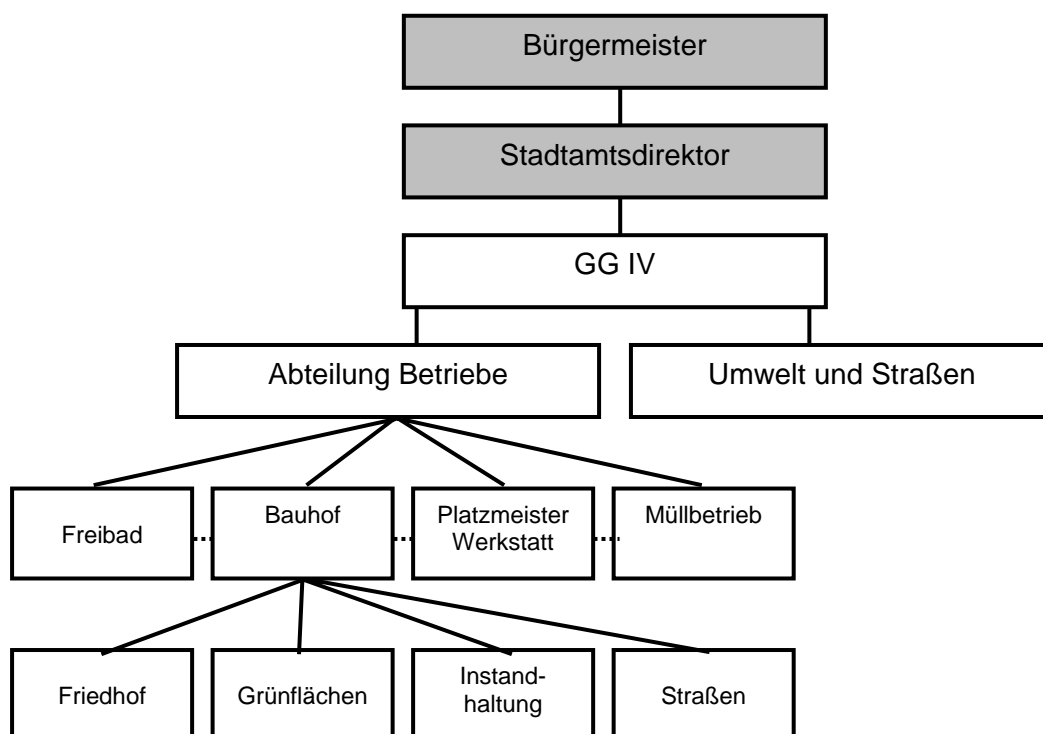 Bürgermeister
Stadtamtsdirektor
GG IV
Abteilung Betriebe
Umwelt und Straßen
Freibad
Bauhof
Platzmeister
Werkstatt
Müllbetrieb
Friedhof
Grünflächen
Instand-
haltung
Straßen